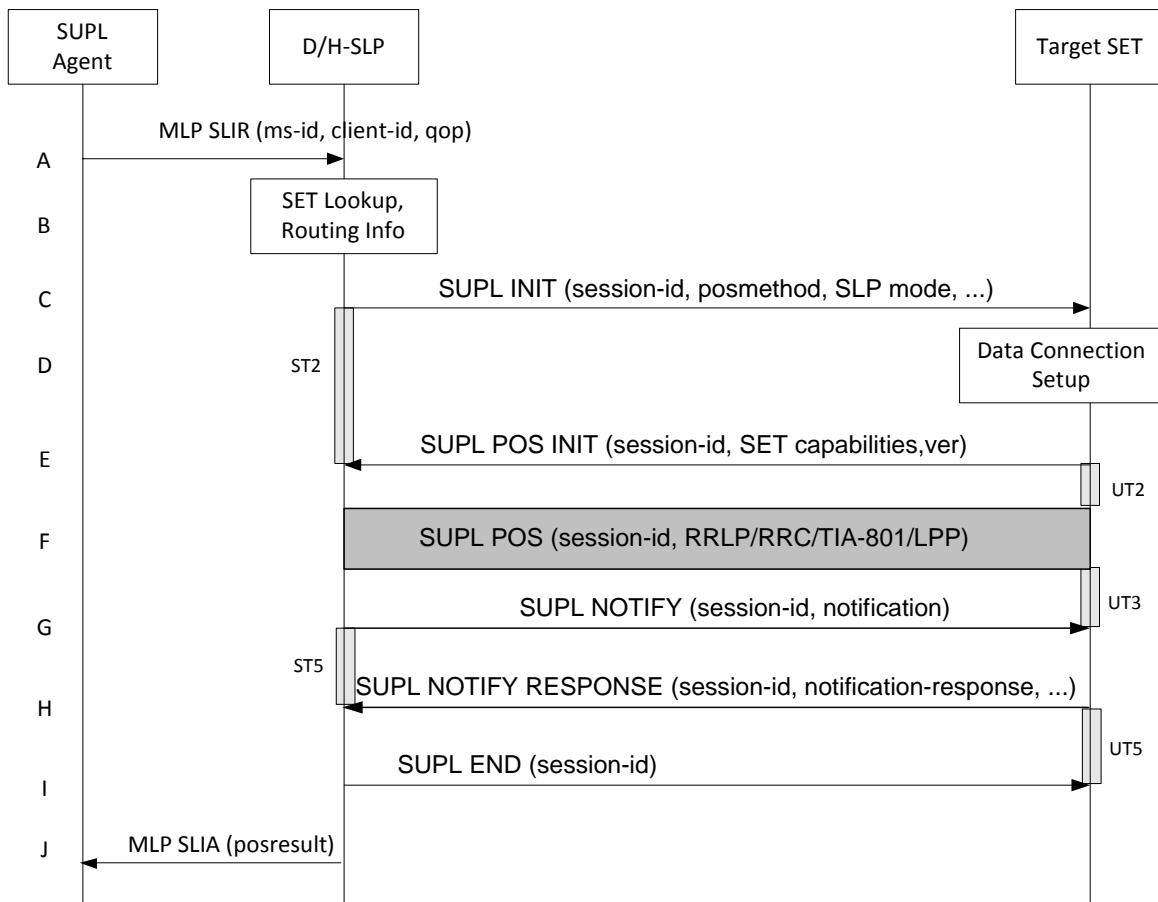 SUPL
Agent
D/H-SLP
Target SET
MLP SLIR (ms-id, client-id, qop)
A
SET Lookup,
Routing Info
B
SUPL INIT (session-id, posmethod, SLP mode, ...)
C
Data Connection
Setup
D
ST2
SUPL POS INIT (session-id, SET capabilities,ver)
E
UT2
SUPL POS (session-id, RRLP/RRC/TIA-801/LPP)
F
SUPL NOTIFY (session-id, notification)
UT3
G
ST5
SUPL NOTIFY RESPONSE (session-id, notification-response, ...)
H
UT5
SUPL END (session-id)
I
MLP SLIA (posresult)
J